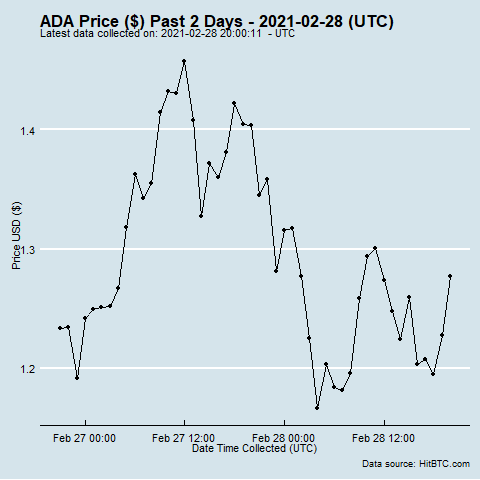 ADA Price ($) Past 2 Days - 2021-02-28 (UTC)
Latest data collected on: 2021-02-28 20:00:11  - UTC
1.4
1.3
1.2
Price USD ($)
Feb 27 00:00
Feb 27 12:00
Feb 28 00:00
Feb 28 12:00
Date Time Collected (UTC)
Data source: HitBTC.com